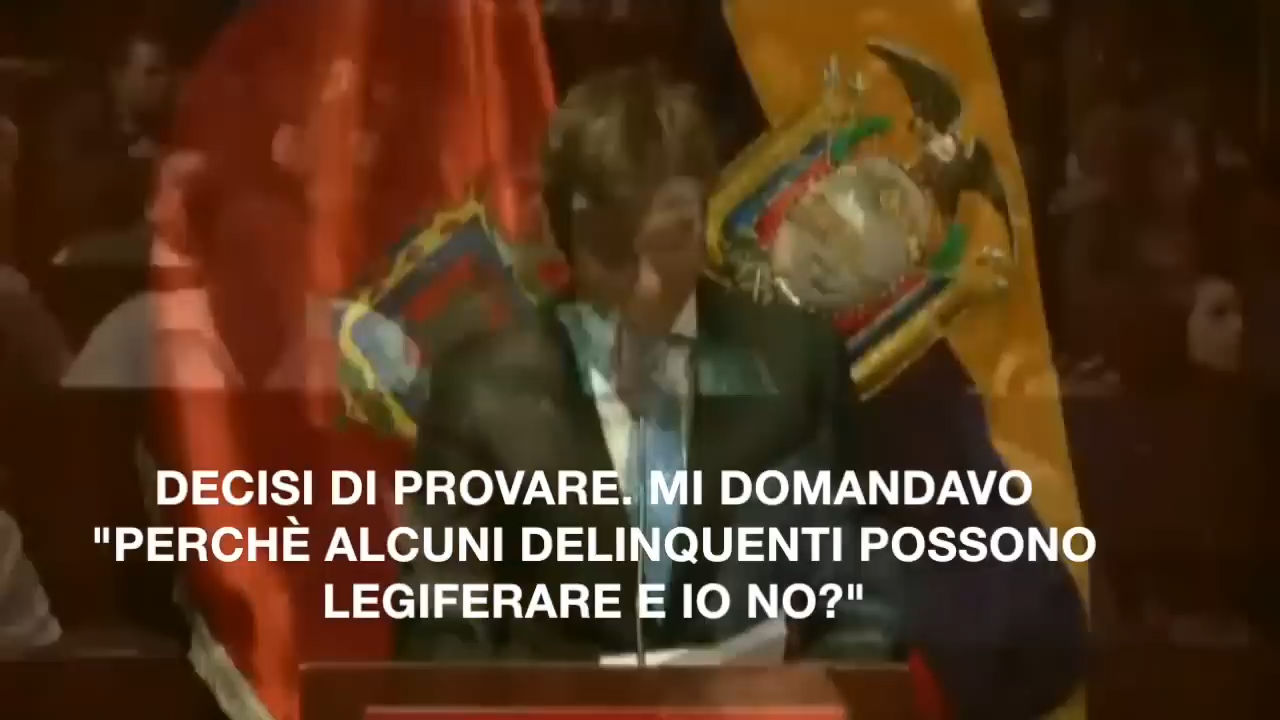 DECISI DI PROVARE. MI DOMANDAVO
"PERCHÈ ALCUNI DELINQUENTI POSSONO
LEGIFERARE E IO NO?"